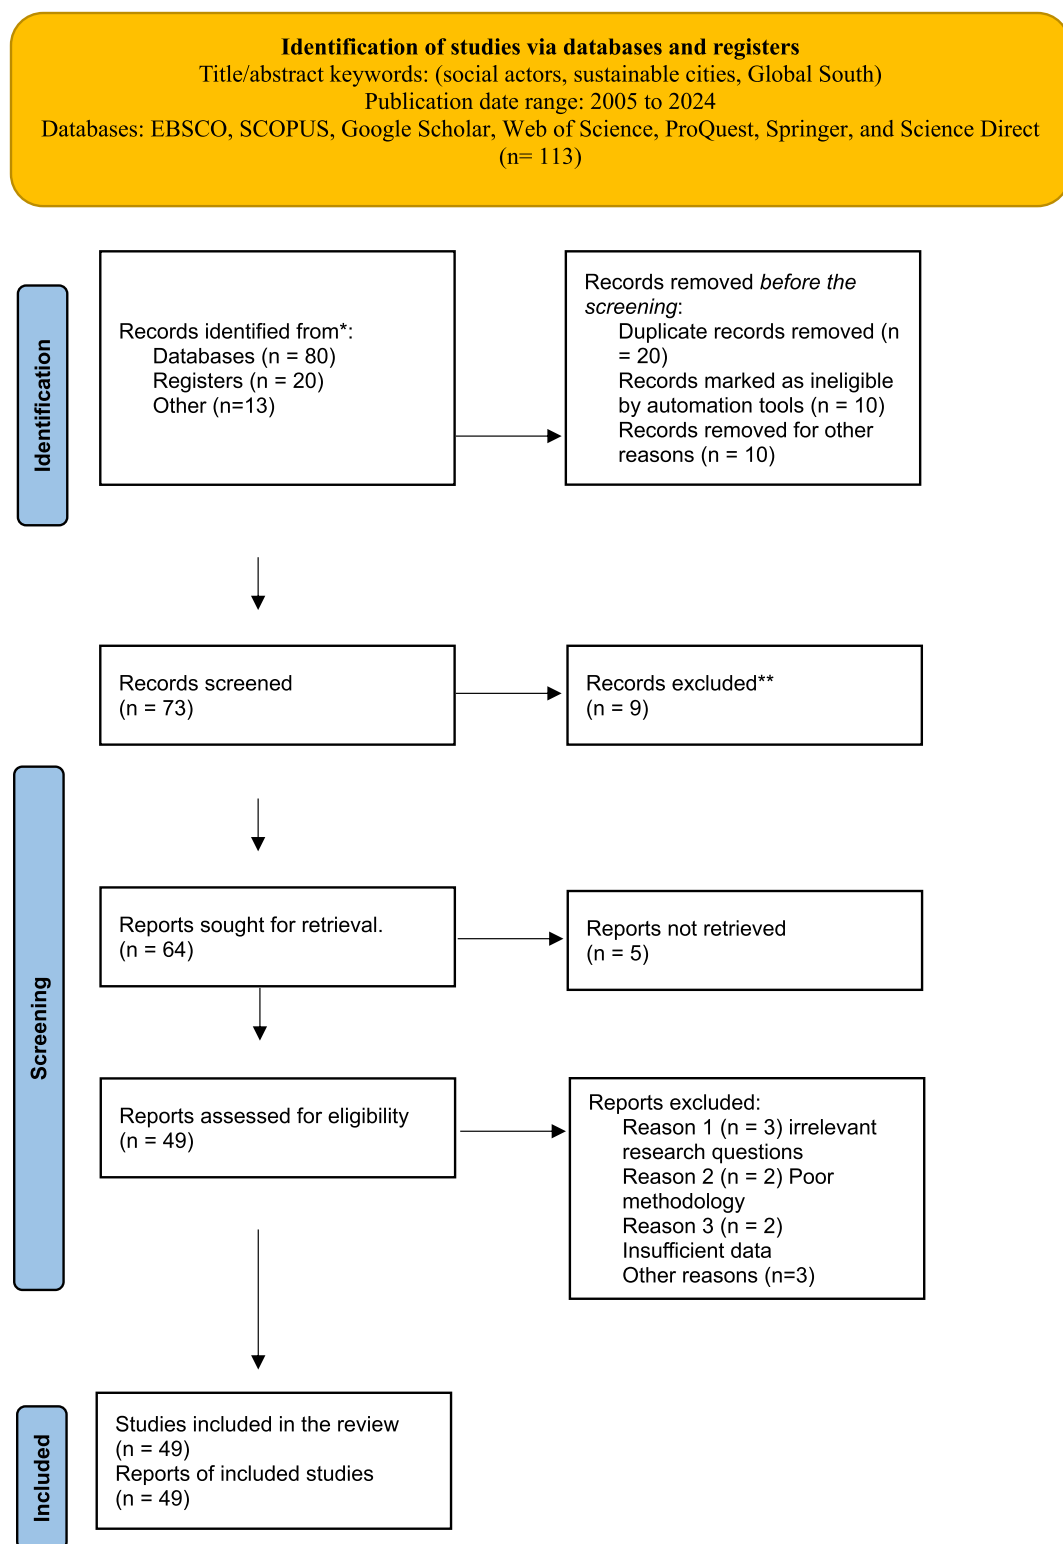 Identification of studies via databases and registers
Title/abstract keywords: (social actors, sustainable cities, Global South)
Publication date range: 2005 to 2024
Databases: EBSCO, SCOPUS, Google Scholar, Web of Science, ProQuest, Springer, and Science Direct
(n= 113)
Identification
Records identified from*:
Databases (n = 80)
Registers (n = 20)
Other (n=13)
Records removed before the
screening:
Duplicate records removed (n
= 20)
Records marked as ineligible
by automation tools (n = 10)
Records removed for other
reasons (n = 10)
Records screened
(n = 73)
Records excluded**
(n = 9)
Screening
Reports sought for retrieval.
(n = 64)
Reports not retrieved
(n = 5)
Reports assessed for eligibility
(n = 49)
Reports excluded:
Reason 1 (n = 3) irrelevant
research questions
Reason 2 (n = 2) Poor
methodology
Reason 3 (n = 2)
Insufficient data
Other reasons (n=3)
Included
Studies included in the review
(n = 49)
Reports of included studies
(n = 49)